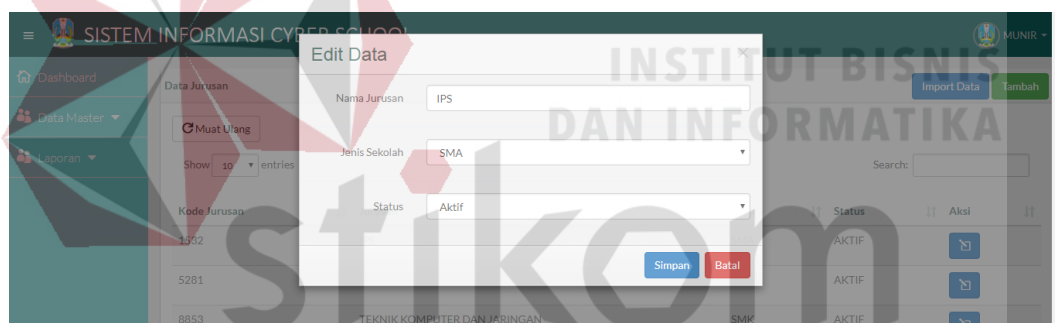 SISTEM INFORMASI CYBER SCHOOL
MUNIR
Dashboard
Data Master
Laporan
Data Jurusan
Import Data
Tambah
Muat Ulang
Show 10 entries
Search:
Kode Jurusan
Status
Aksi
1532
AKTIF
5281
AKTIF
8853
TEKNIK KOMPUTER DAN JARINGAN
SMK
AKTIF
Edit Data
×
Nama Jurusan
IPS
Jenis Sekolah
SMA
Status
Aktif
Simpan
Batal
INSTITUT BISNIS
DAN INFORMATIKA
stikom